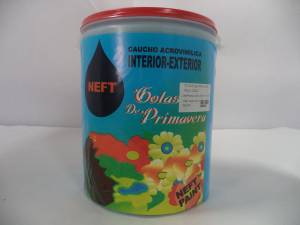 CAUCHO ACROVINILICA
INTERIOR-EXTERIOR
NEFT
Gotas
De Primavera
NEFT
PAINT